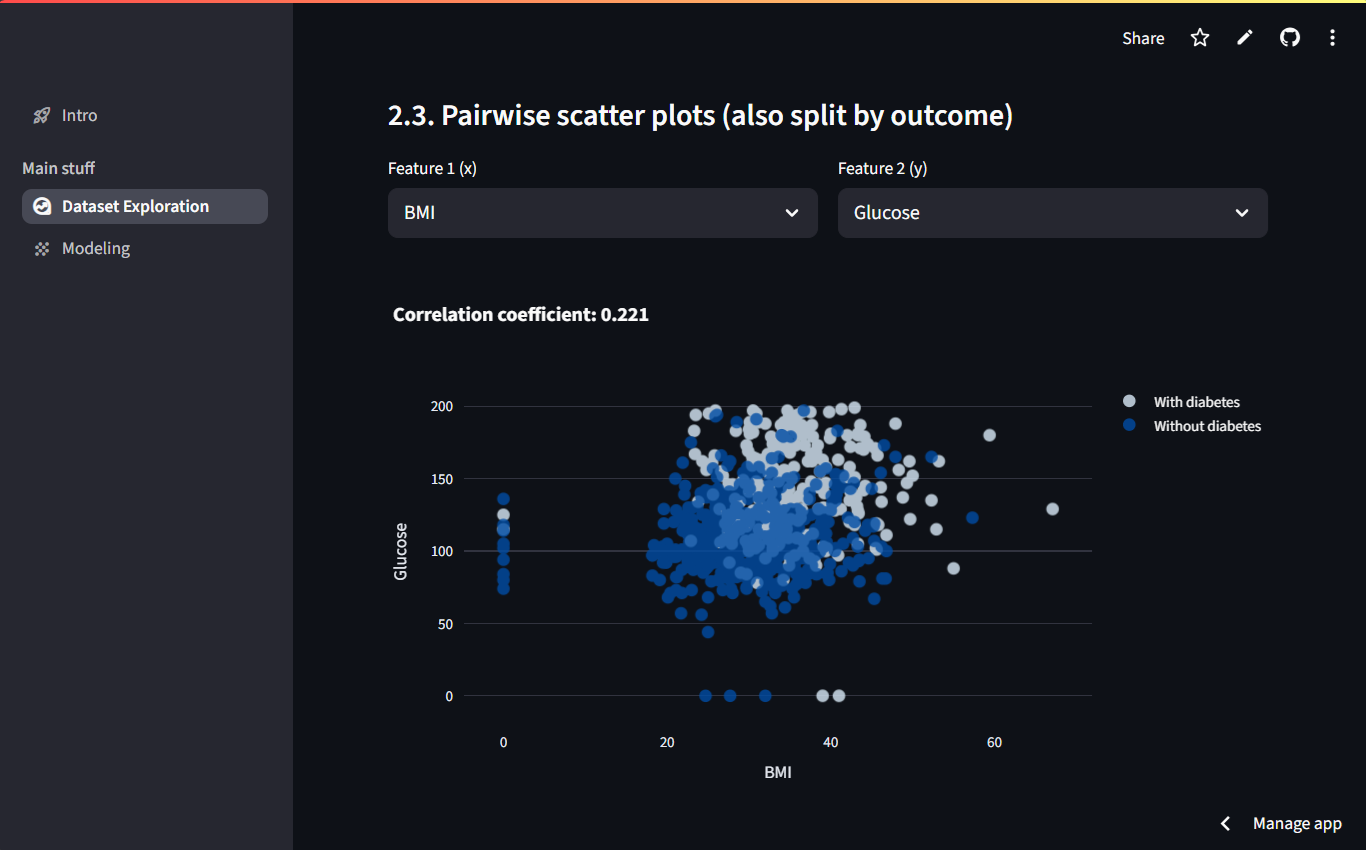 Share
Intro
Main stuff
Dataset Exploration
Modeling
2.3. Pairwise scatter plots (also split by outcome)
Feature 1 (x)
Feature 2 (y)
BMI
Glucose
Correlation coefficient: 0.221
With diabetes
Without diabetes
200
150
100
50
0
Glucose
0 20 40 60
BMI
Manage app